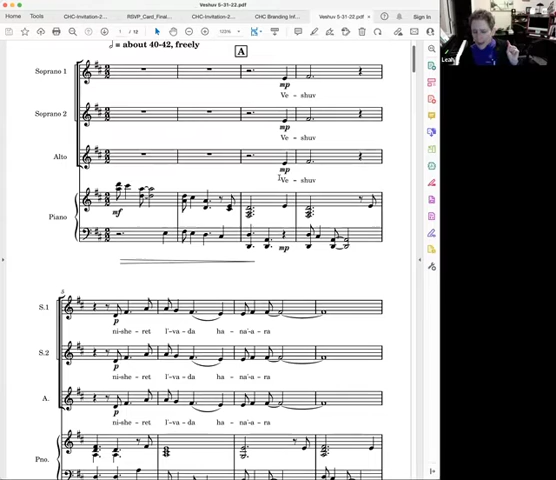 Veshuv 5-31-22.pdf
CHC-Invitation-2...
RSVP_Card_Final...
CHC-Invitation-2...
CHC Branding Inf...
Veshuv 5-31-22.pdf
Sign In
1 / 12
123%
= about 40-42, freely
A
Soprano 1
mp
Ve - shuv
Soprano 2
mp
Ve - shuv
Alto
mp
Ve - shuv
Piano
mf
mp
5
S.1
p
ni-she - ret l'-va - da ha - na'-a - ra
S.2
p
ni-she - ret l'-va - da ha - na'-a - ra
A.
p
ni-she - ret l'-va - da ha - na'-a - ra
Pno.
Leah